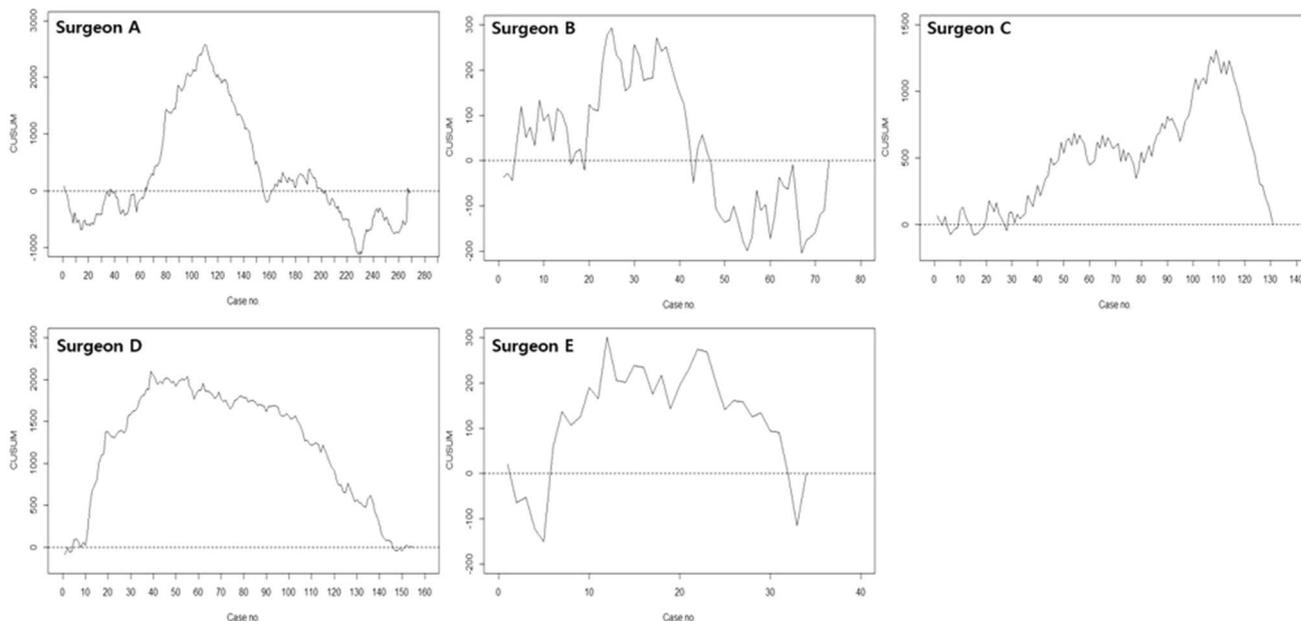 Surgeon A
3000
2000
1000
0
-1000
CUSUM
0 20 40 60 80 100 120 140 160 180 200 220 240 260 280
Case no.
Surgeon B
300
200
100
0
-100
-200
CUSUM
0 10 20 30 40 50 60 70 80
Case no.
Surgeon C
1500
1000
500
0
CUSUM
0 10 20 30 40 50 60 70 80 90 100 110 120 130 140
Case no.
Surgeon D
2500
2000
1500
1000
500
0
CUSUM
0 10 20 30 40 50 60 70 80 90 100 110 120 130 140 150 160
Case no.
Surgeon E
300
200
100
0
-100
-200
CUSUM
0 10 20 30 40
Case no.